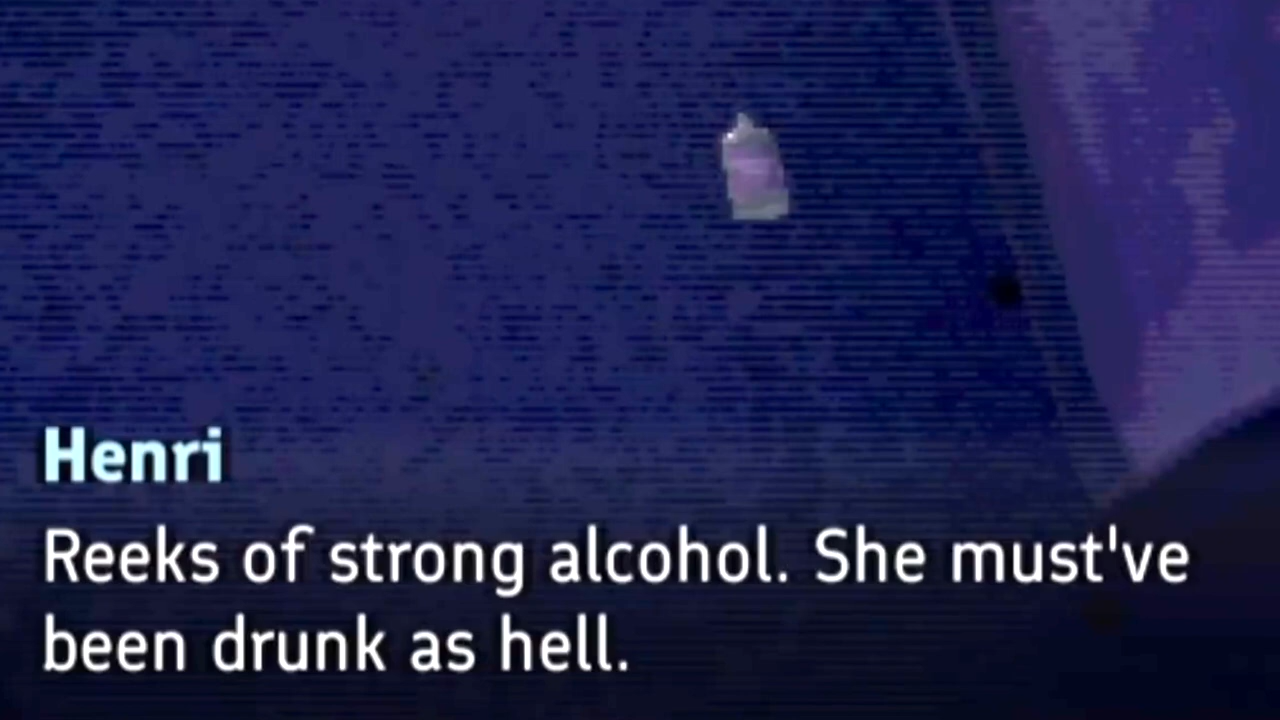 Henri
Reeks of strong alcohol. She must've
been drunk as hell.